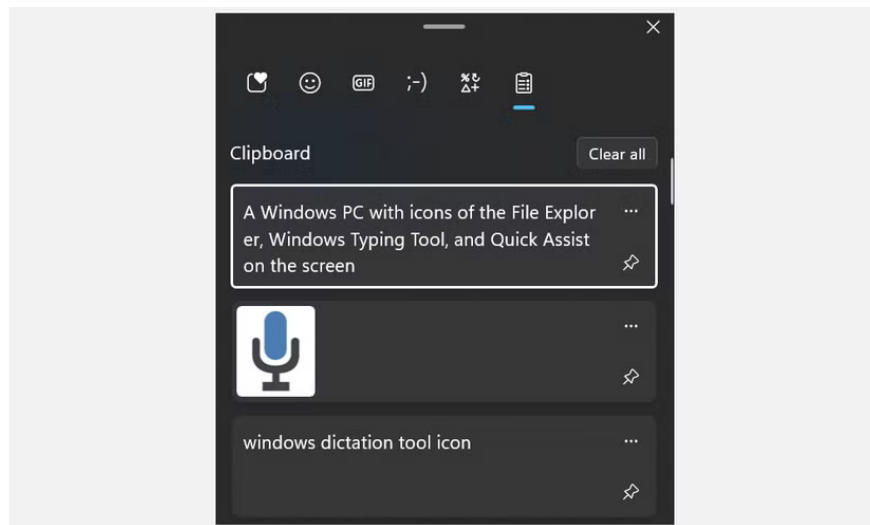 GIF ;-)
Clipboard Clear all
A Windows PC with icons of the File Explor
er, Windows Typing Tool, and Quick Assist
on the screen
windows dictation tool icon